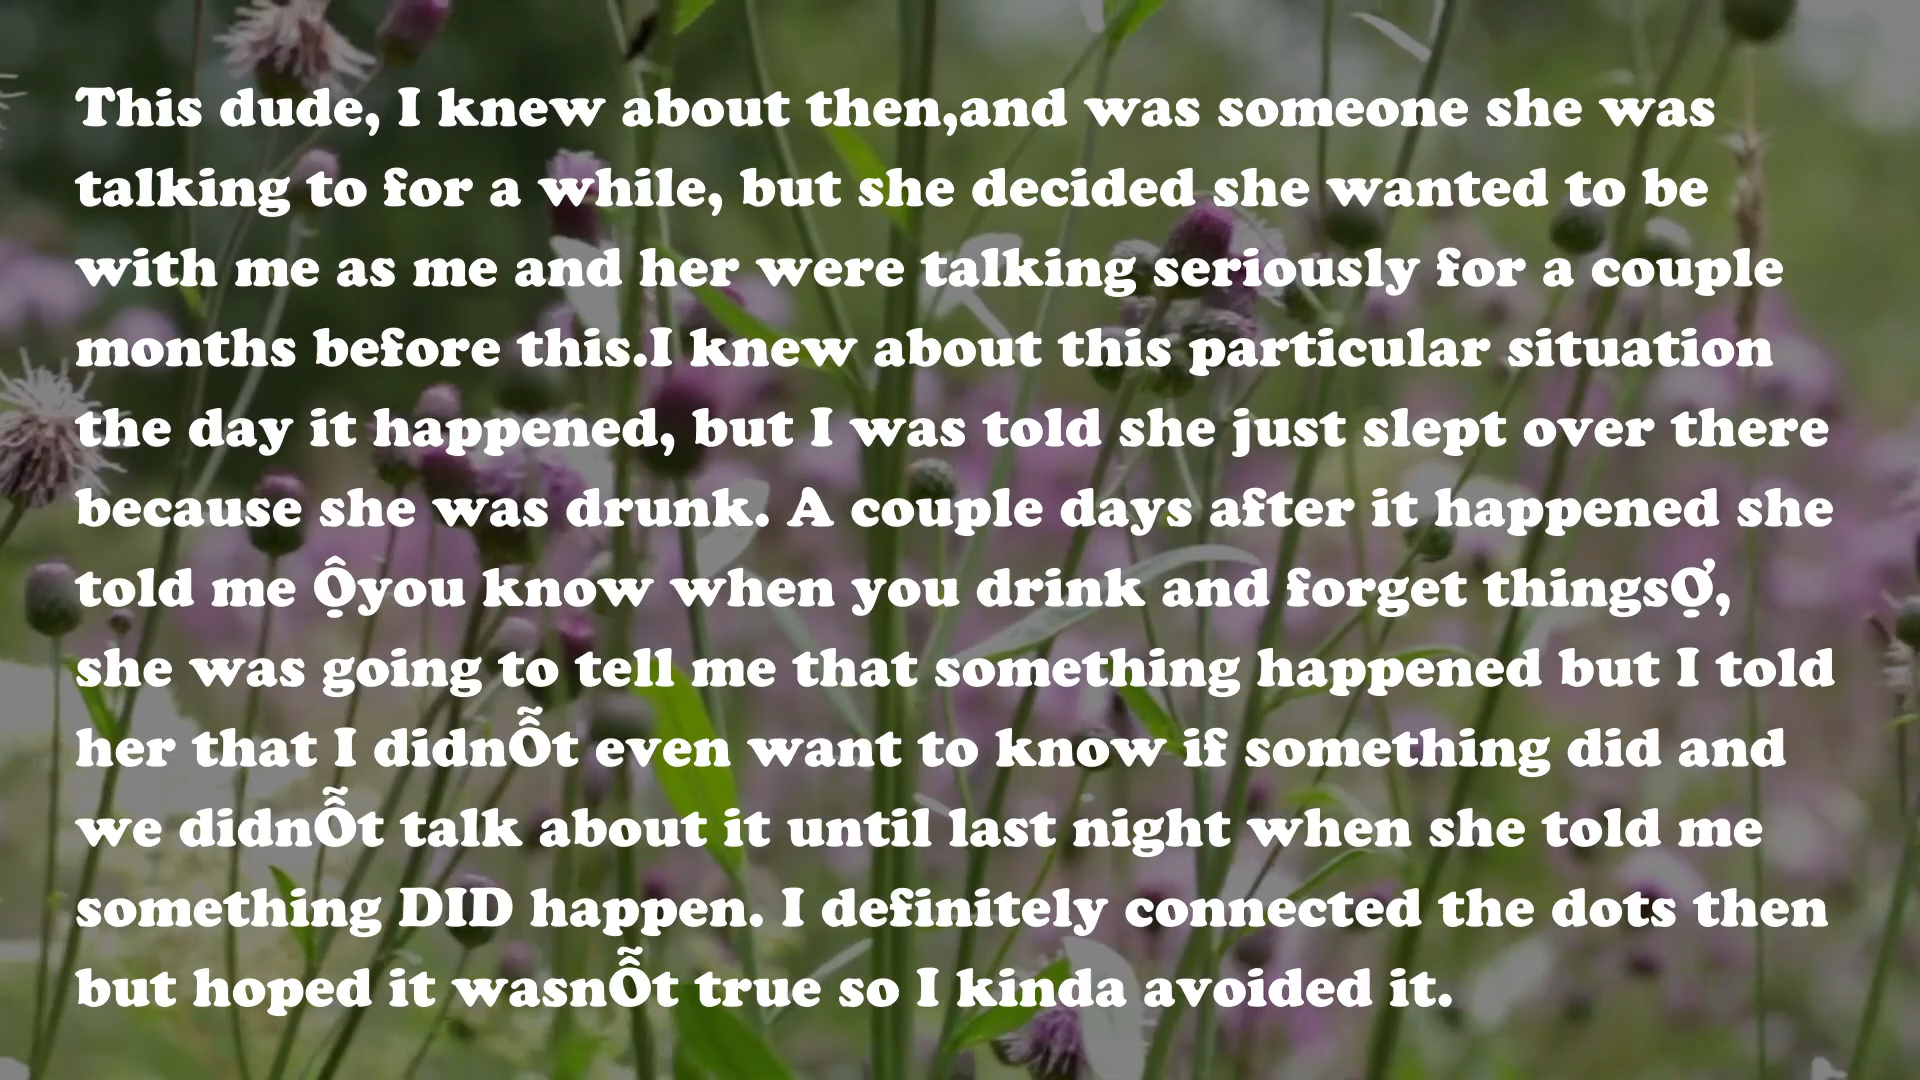 This dude, I knew about then,and was someone she was
talking to for a while, but she decided she wanted to be
with me as me and her were talking seriously for a couple
months before this.I knew about this particular situation
the day it happened, but I was told she just slept over there
because she was drunk. A couple days after it happened she
told me Ộyou know when you drink and forget thingsỢ,
she was going to tell me that something happened but I told
her that I didnỖt even want to know if something did and
we didnỖt talk about it until last night when she told me
something DID happen. I definitely connected the dots then
but hoped it wasnỖt true so I kinda avoided it.